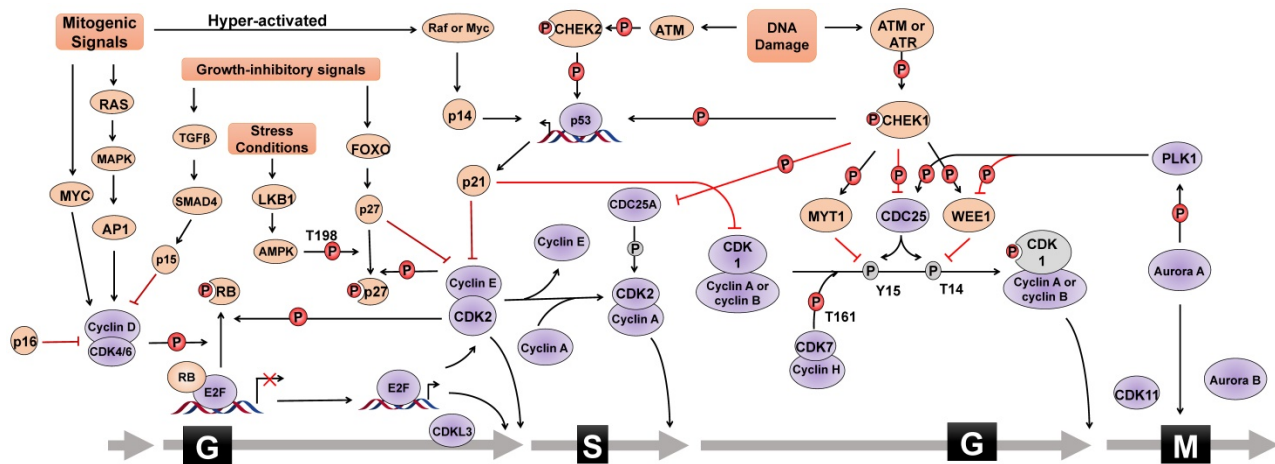 Mitogenic
Signals
Hyper-activated
Raf or Myc
P
CHEK2
P
ATM
DNA
Damage
ATM or
ATR
Growth-inhibitory signals
P
P
RAS
p14
p53
P
P
CHEK1
TGFβ
Stress
Conditions
FOXO
MAPK
P
PLK1
p21
P
P
P
P
P
MYC
SMAD4
LKB1
p27
CDC25A
MYT1
CDC25
WEE1
P
AP1
T198
AMPK
P
P
CDK
1
P
CDK
1
p15
Cyclin E
Aurora A
P
Cyclin E
P
P
P
RB
P
p27
Cyclin A or
cyclin B
Y15
T14
Cyclin A or
cyclin B
CDK2
CDK2
P
T161
Cyclin D
CDK4/6
P
P
Cyclin A
p16
Cyclin A
CDK7
Cyclin H
RB
E2F
E2F
CDK11
Aurora B
CDKL3
G
S
G
M